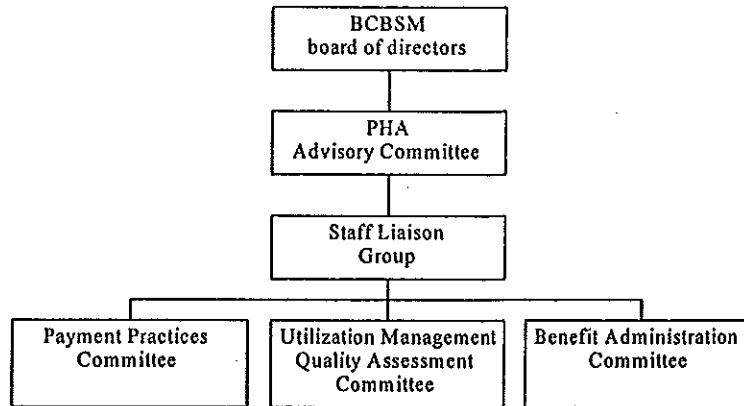 BCBSM
board of directors
PHA
Advisory Committee
Staff Liaison
Group
Payment Practices
Committee
Utilization Management
Quality Assessment
Committee
Benefit Administration
Committee